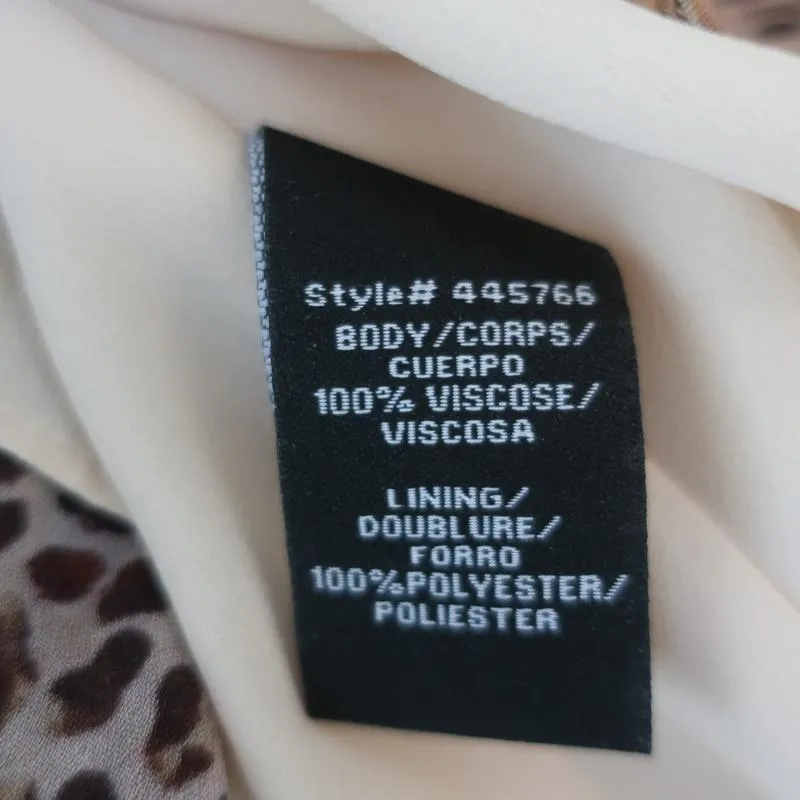 Style# 445766
BODY/CORPS/
CUERPO
100% VISCOSE/
VISCOSA
LINING/
DOUBLURE/
FORRO
100%POLYESTER/
POLIESTER